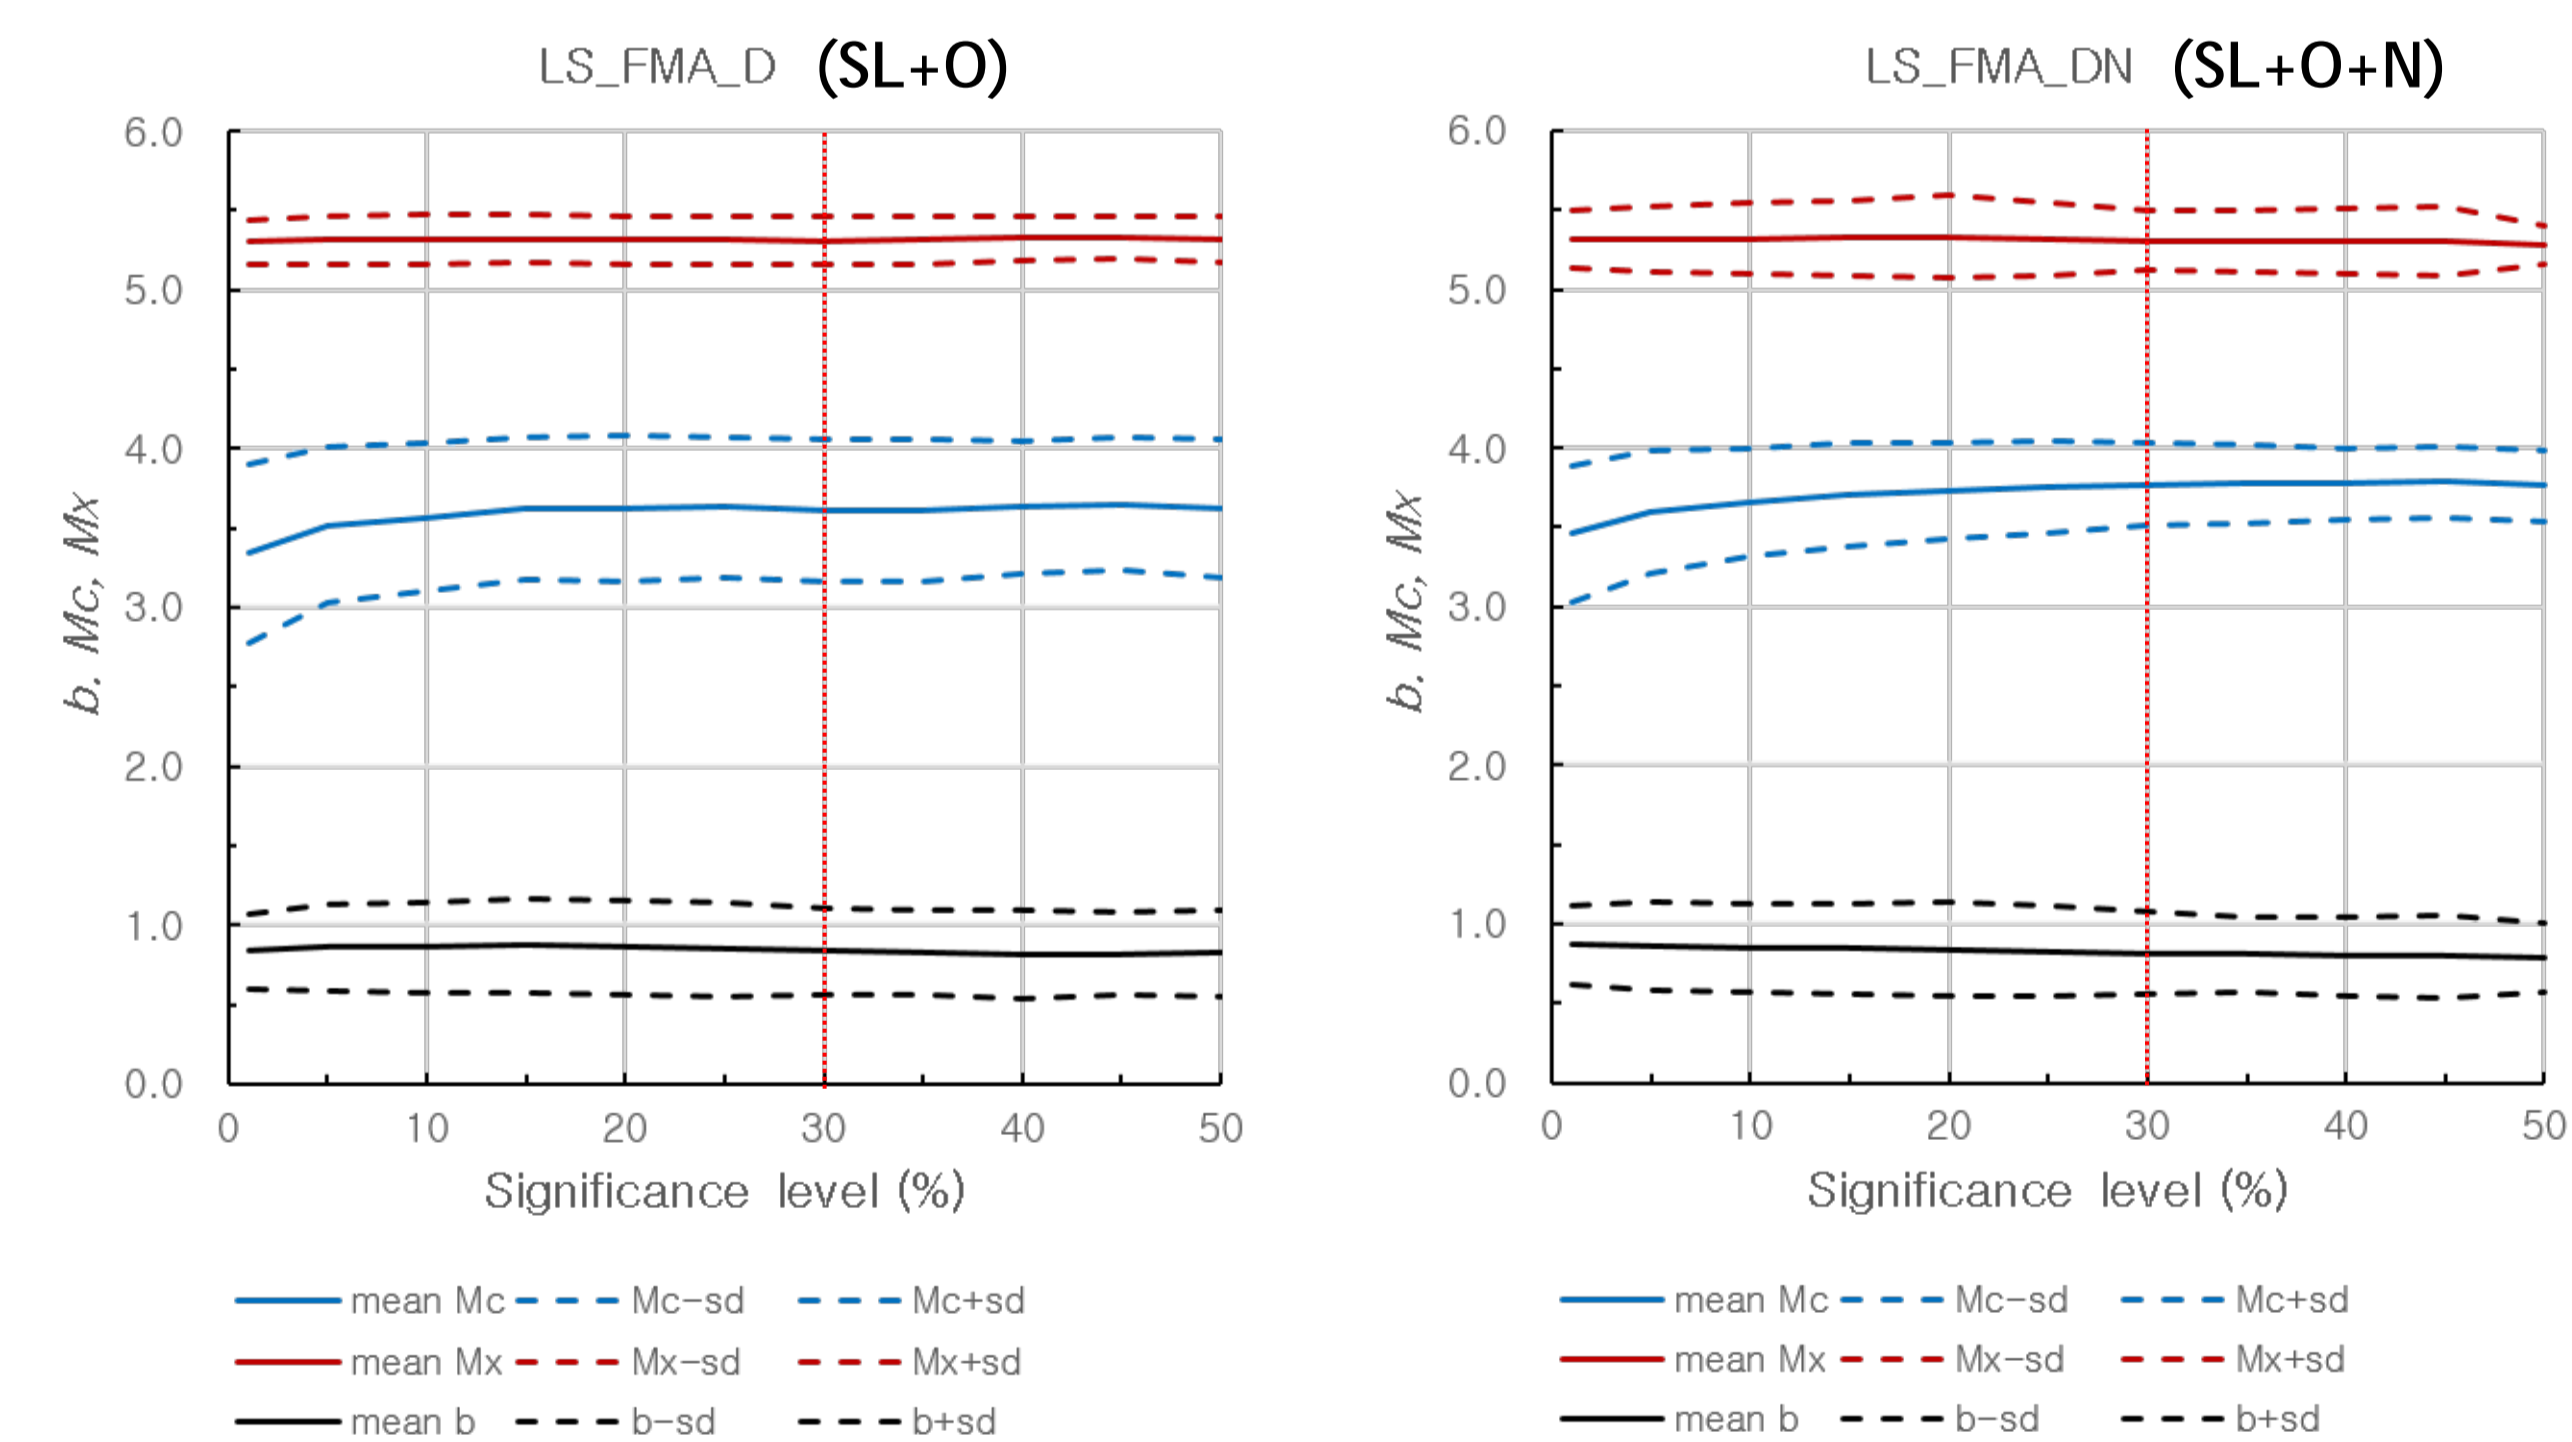 LS_FMA_D (SL+O)
6.0
5.0
4.0
3.0
2.0
1.0
0.0
b. Mc, Mx
0 10 20 30 40 50
Significance level (%)
mean Mc Mc-sd Mc+sd
mean Mx Mx-sd Mx+sd
mean b b-sd b+sd
LS_FMA_DN (SL+O+N)
6.0
5.0
4.0
3.0
2.0
1.0
0.0
b. Mc, Mx
0 10 20 30 40 50
Significance level (%)
mean Mc Mc-sd Mc+sd
mean Mx Mx-sd Mx+sd
mean b b-sd b+sd